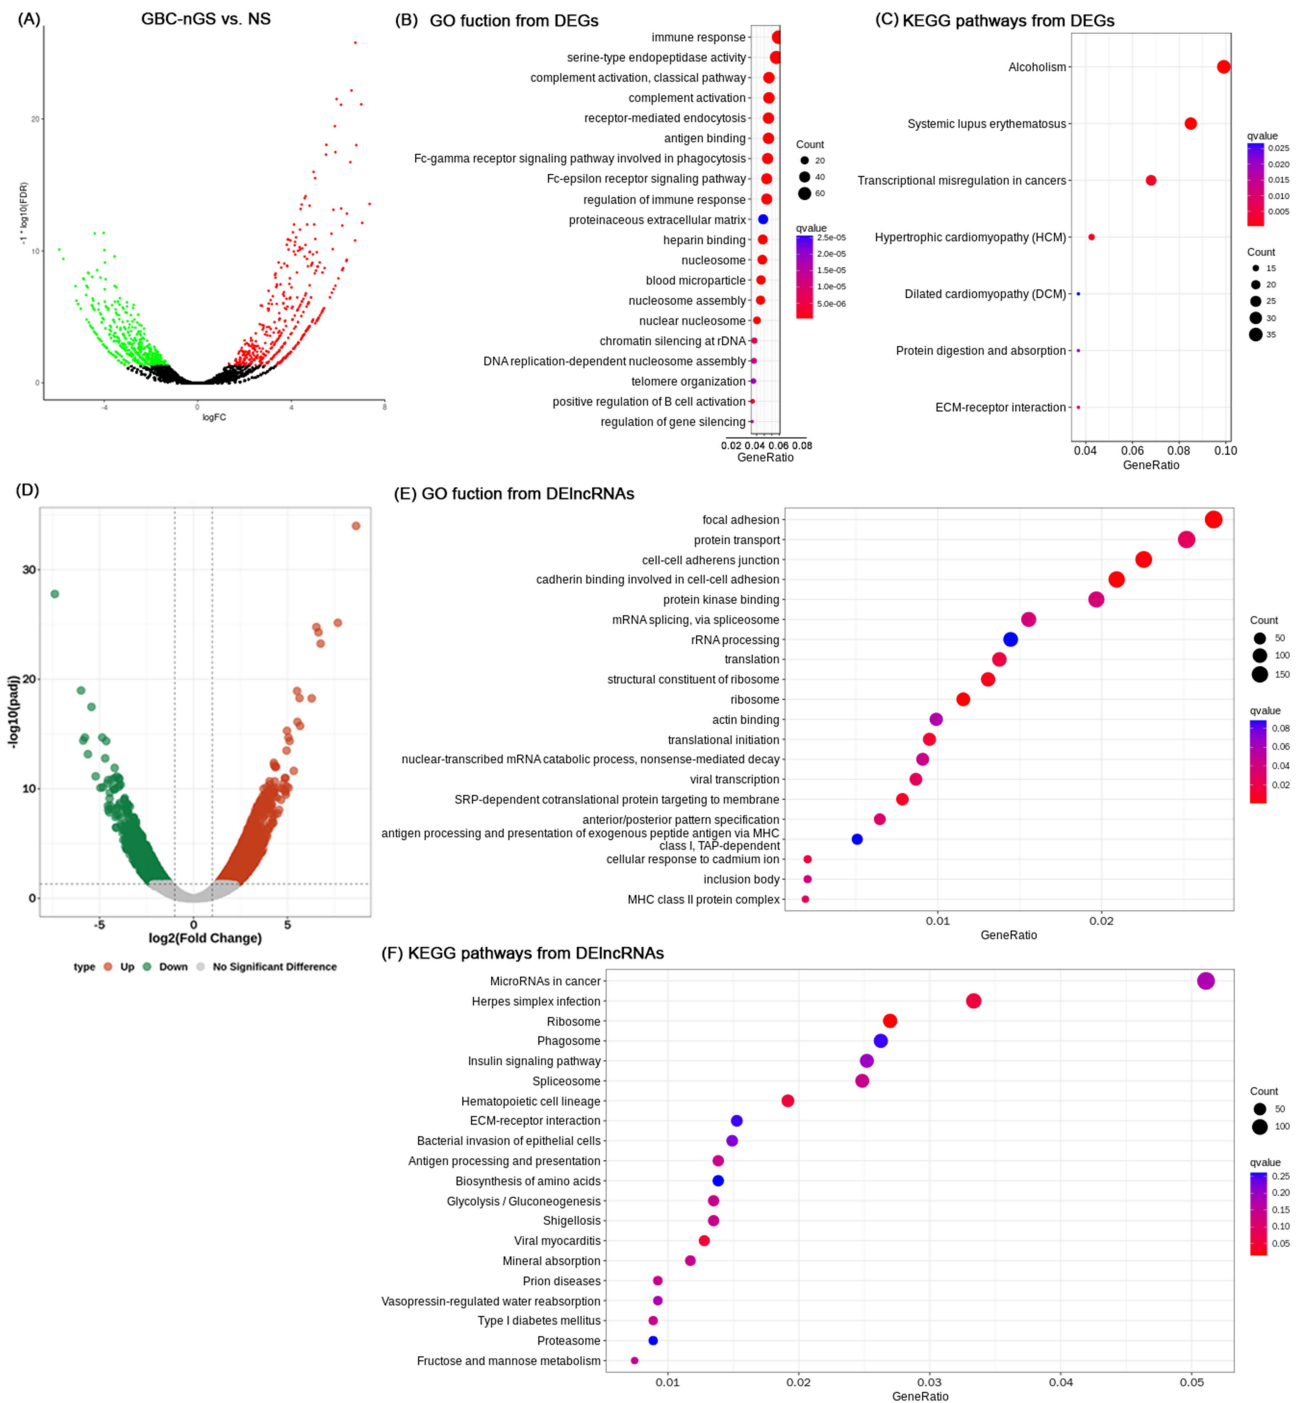 (A)
GBC-nGS vs. NS
-1 * log10(FDR)
20
10
0
-4
0
4
8
logFC
(B) GO fuction from DEGs
immune response
serine-type endopeptidase activity
complement activation, classical pathway
complement activation
receptor-mediated endocytosis
antigen binding
Fc-gamma receptor signaling pathway involved in phagocytosis
Fc-epsilon receptor signaling pathway
regulation of immune response
proteinaceous extracellular matrix
heparin binding
nucleosome
blood microparticle
nucleosome assembly
nuclear nucleosome
chromatin silencing at rDNA
DNA replication-dependent nucleosome assembly
telomere organization
positive regulation of B cell activation
regulation of gene silencing
0.02 0.04 0.06 0.08
GeneRatio
Count
20
40
60
qvalue
2.5e-05
2.0e-05
1.5e-05
1.0e-05
5.0e-06
(C) KEGG pathways from DEGs
Alcoholism
Systemic lupus erythematosus
Transcriptional misregulation in cancers
Hypertrophic cardiomyopathy (HCM)
Dilated cardiomyopathy (DCM)
Protein digestion and absorption
ECM-receptor interaction
0.04 0.06 0.08 0.10
GeneRatio
qvalue
0.025
0.020
0.015
0.010
0.005
Count
15
20
25
30
35
(D)
-log10(padj)
30
20
10
0
-5
0
5
log2(Fold Change)
type Up Down No Significant Difference
(E) GO fuction from DElncRNAs
focal adhesion
protein transport
cell-cell adherens junction
cadherin binding involved in cell-cell adhesion
protein kinase binding
mRNA splicing, via spliceosome
rRNA processing
translation
structural constituent of ribosome
ribosome
actin binding
translational initiation
nuclear-transcribed mRNA catabolic process, nonsense-mediated decay
viral transcription
SRP-dependent cotranslational protein targeting to membrane
anterior/posterior pattern specification
antigen processing and presentation of exogenous peptide antigen via MHC
class I, TAP-dependent
cellular response to cadmium ion
inclusion body
MHC class II protein complex
0.01 0.02
GeneRatio
Count
50
100
150
qvalue
0.08
0.06
0.04
0.02
(F) KEGG pathways from DElncRNAs
MicroRNAs in cancer
Herpes simplex infection
Ribosome
Phagosome
Insulin signaling pathway
Spliceosome
Hematopoietic cell lineage
ECM-receptor interaction
Bacterial invasion of epithelial cells
Antigen processing and presentation
Biosynthesis of amino acids
Glycolysis / Gluconeogenesis
Shigellosis
Viral myocarditis
Mineral absorption
Prion diseases
Vasopressin-regulated water reabsorption
Type I diabetes mellitus
Proteasome
Fructose and mannose metabolism
0.01 0.02 0.03 0.04 0.05
GeneRatio
Count
50
100
qvalue
0.25
0.20
0.15
0.10
0.05